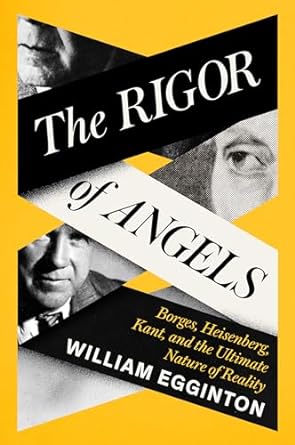 The RIGOR
of ANGELS
Borges, Heisenberg,
Kant, and the Ultimate
Nature of Reality
WILLIAM EGGINTON